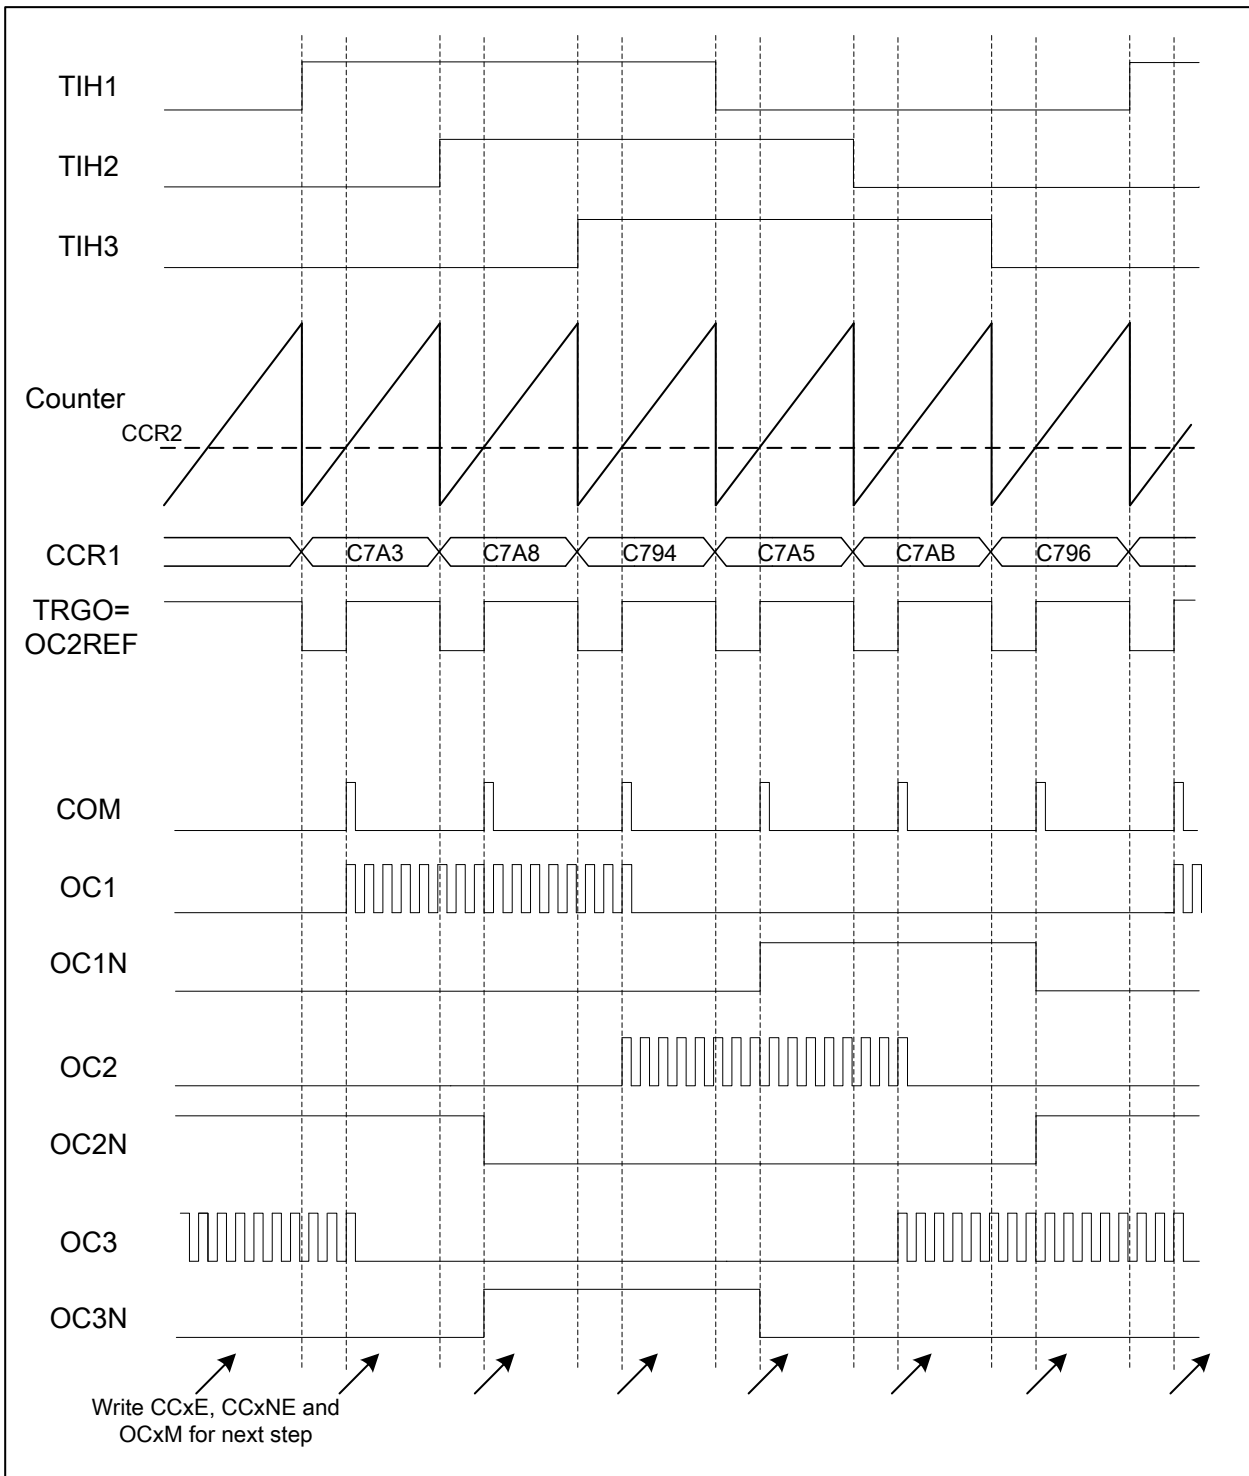 TIH1
TIH2
TIH3
Counter
CCR2
CCR1
C7A3 C7A8 C794 C7A5 C7AB C796
TRGO=
OC2REF
COM
OC1
OC1N
OC2
OC2N
OC3
OC3N
Write CCxE, CCxNE and
OCxM for next step